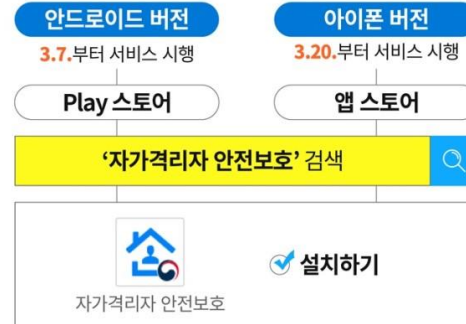 안드로이드 버전
아이폰 버전
3.7.부터 서비스 시행
3.20.부터 서비스 시행
Play 스토어
앱 스토어
‘자가격리자 안전보호’ 검색
설치하기
자가격리자 안전보호